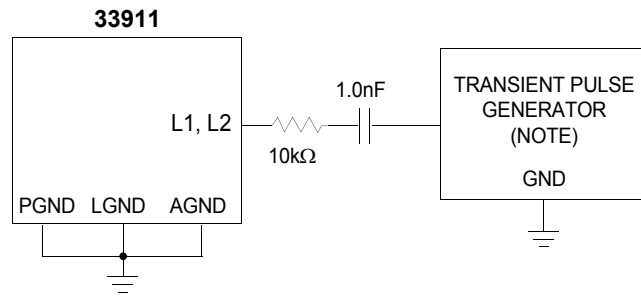 33911
1.0nF
L1, L2
10kΩ
TRANSIENT PULSE
GENERATOR
(NOTE)
GND
PGND LGND AGND